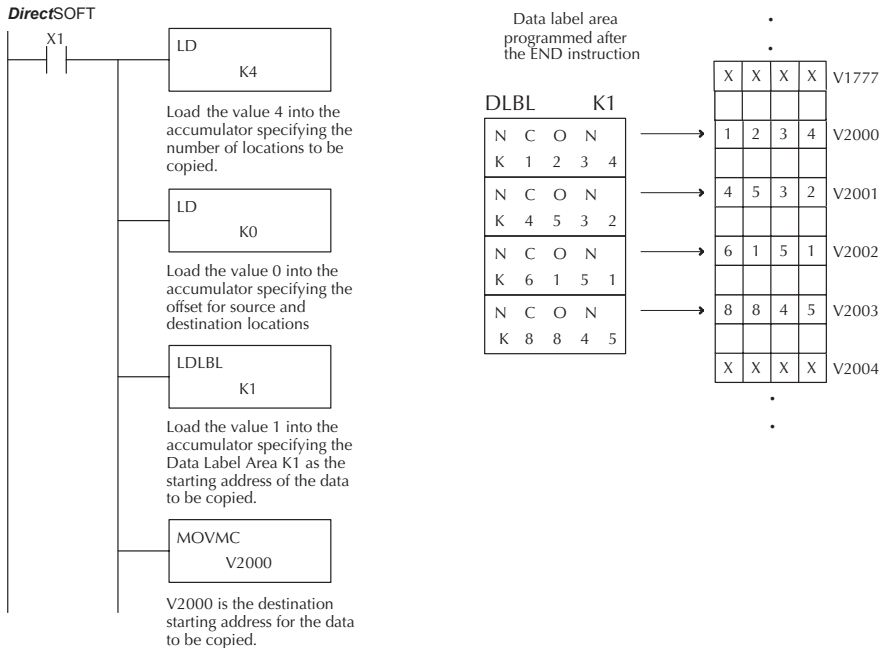 DirectSOFT
X1
LD
K4
Load the value 4 into the
accumulator specifying the
number of locations to be
copied.
LD
K0
Load the value 0 into the
accumulator specifying the
offset for source and
destination locations
LDLBL
K1
Load the value 1 into the
accumulator specifying the
Data Label Area K1 as the
starting address of the data
to be copied.
MOVMC
V2000
V2000 is the destination
starting address for the data
to be copied.
Data label area
programmed after
the END instruction
DLBL K1
N C O N
K 1 2 3 4
N C O N
K 4 5 3 2
N C O N
K 6 1 5 1
N C O N
K 8 8 4 5
X X X X V1777
1 2 3 4 V2000
4 5 3 2 V2001
6 1 5 1 V2002
8 8 4 5 V2003
X X X X V2004